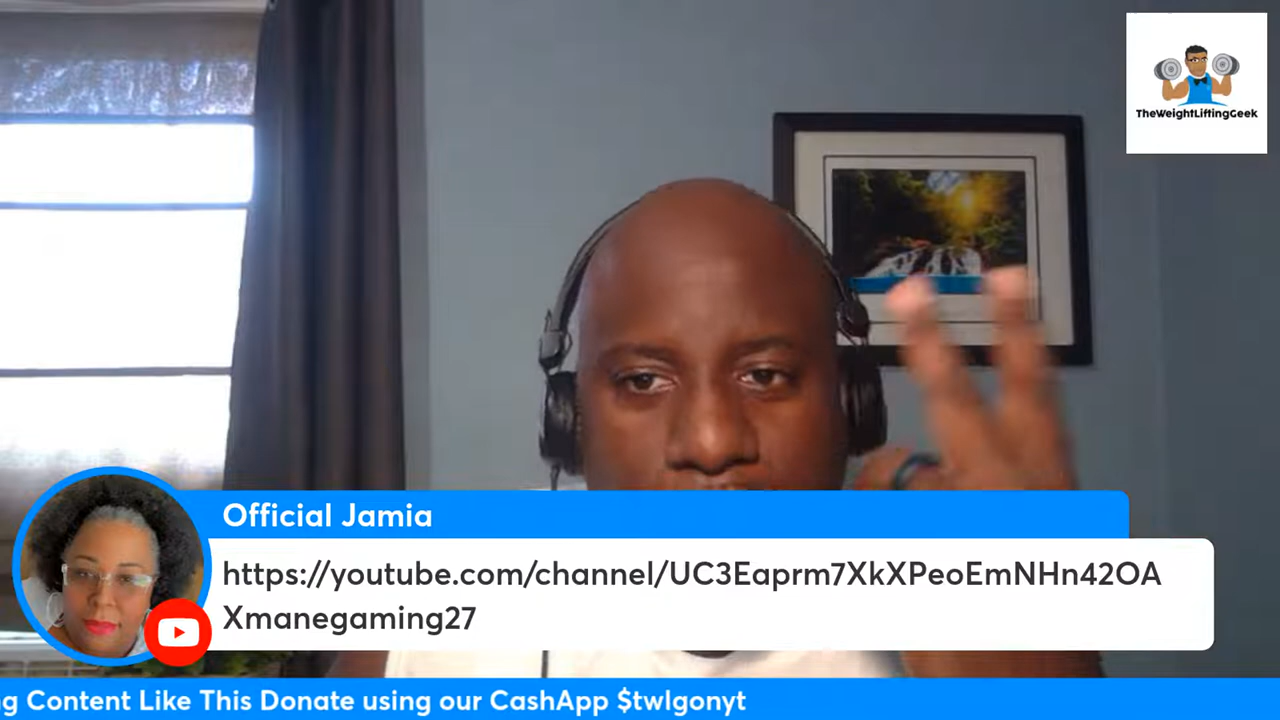 TheWeightLiftingGeek
Official Jamia
https://youtube.com/channel/UC3Eaprm7XkXPeoEmNHn42OA
Xmanegaming27
Content Like This Donate using our CashApp $twlgonyt